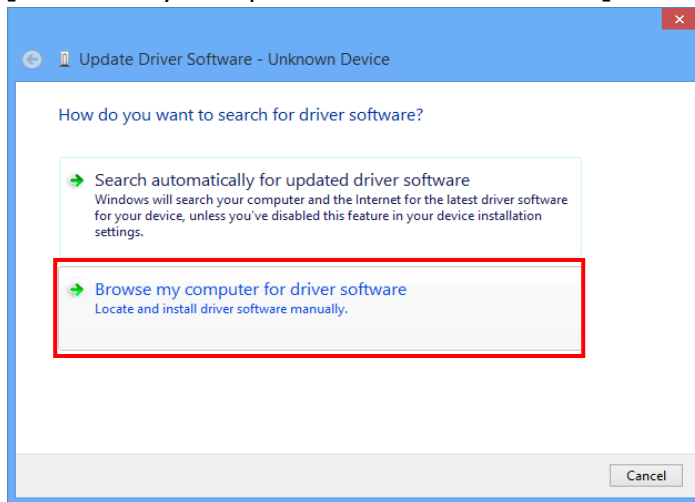 Update Driver Software - Unknown Device
How do you want to search for driver software?
Search automatically for updated driver software
Windows will search your computer and the Internet for the latest driver software
for your device, unless you've disabled this feature in your device installation
settings.
Browse my computer for driver software
Locate and install driver software manually.
Cancel